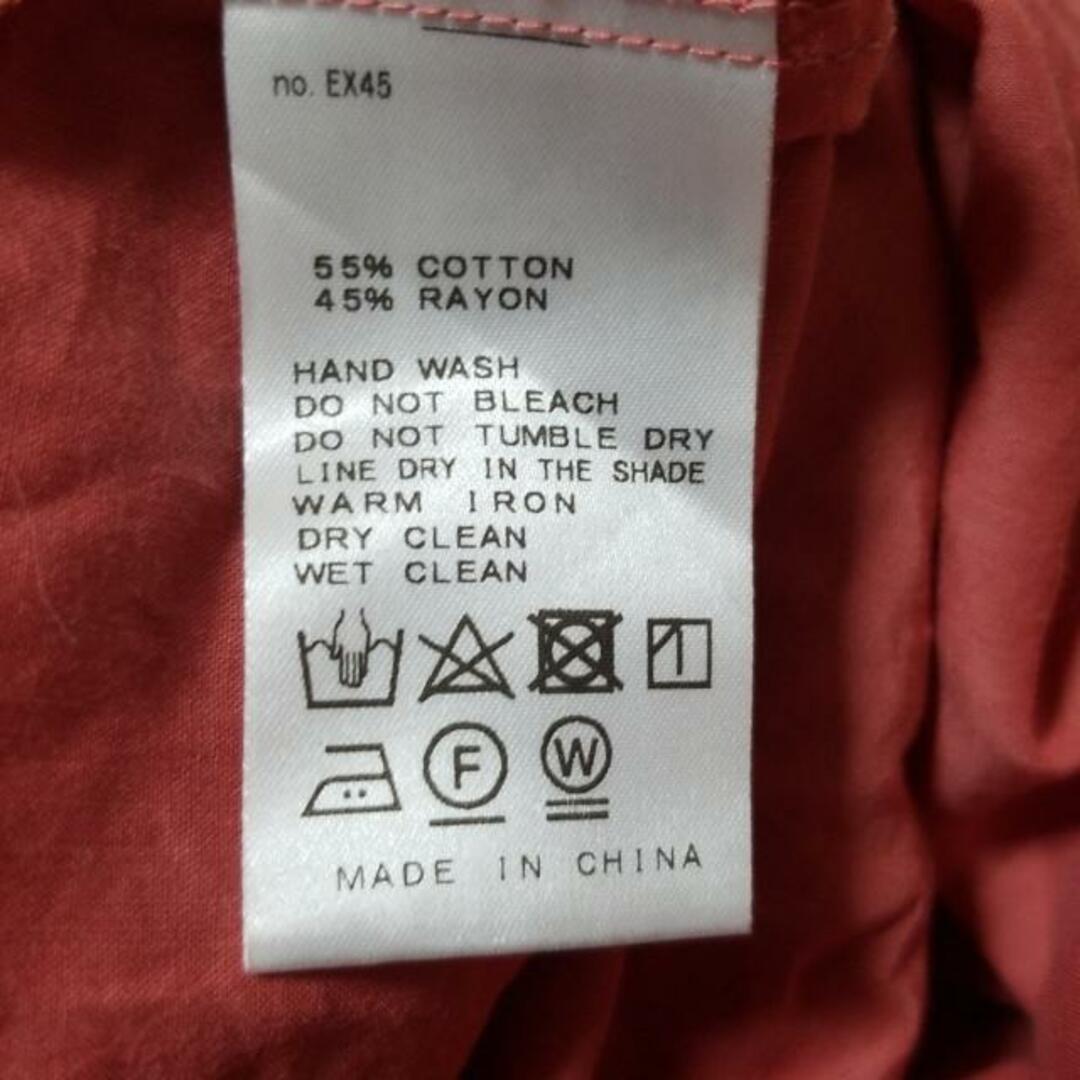 no. EX45
55% COTTON
45% RAYON
HAND WASH
DO NOT BLEACH
DO NOT TUMBLE DRY
LINE DRY IN THE SHADE
WARM IRON
DRY CLEAN
WET CLEAN
F W
MADE IN CHINA